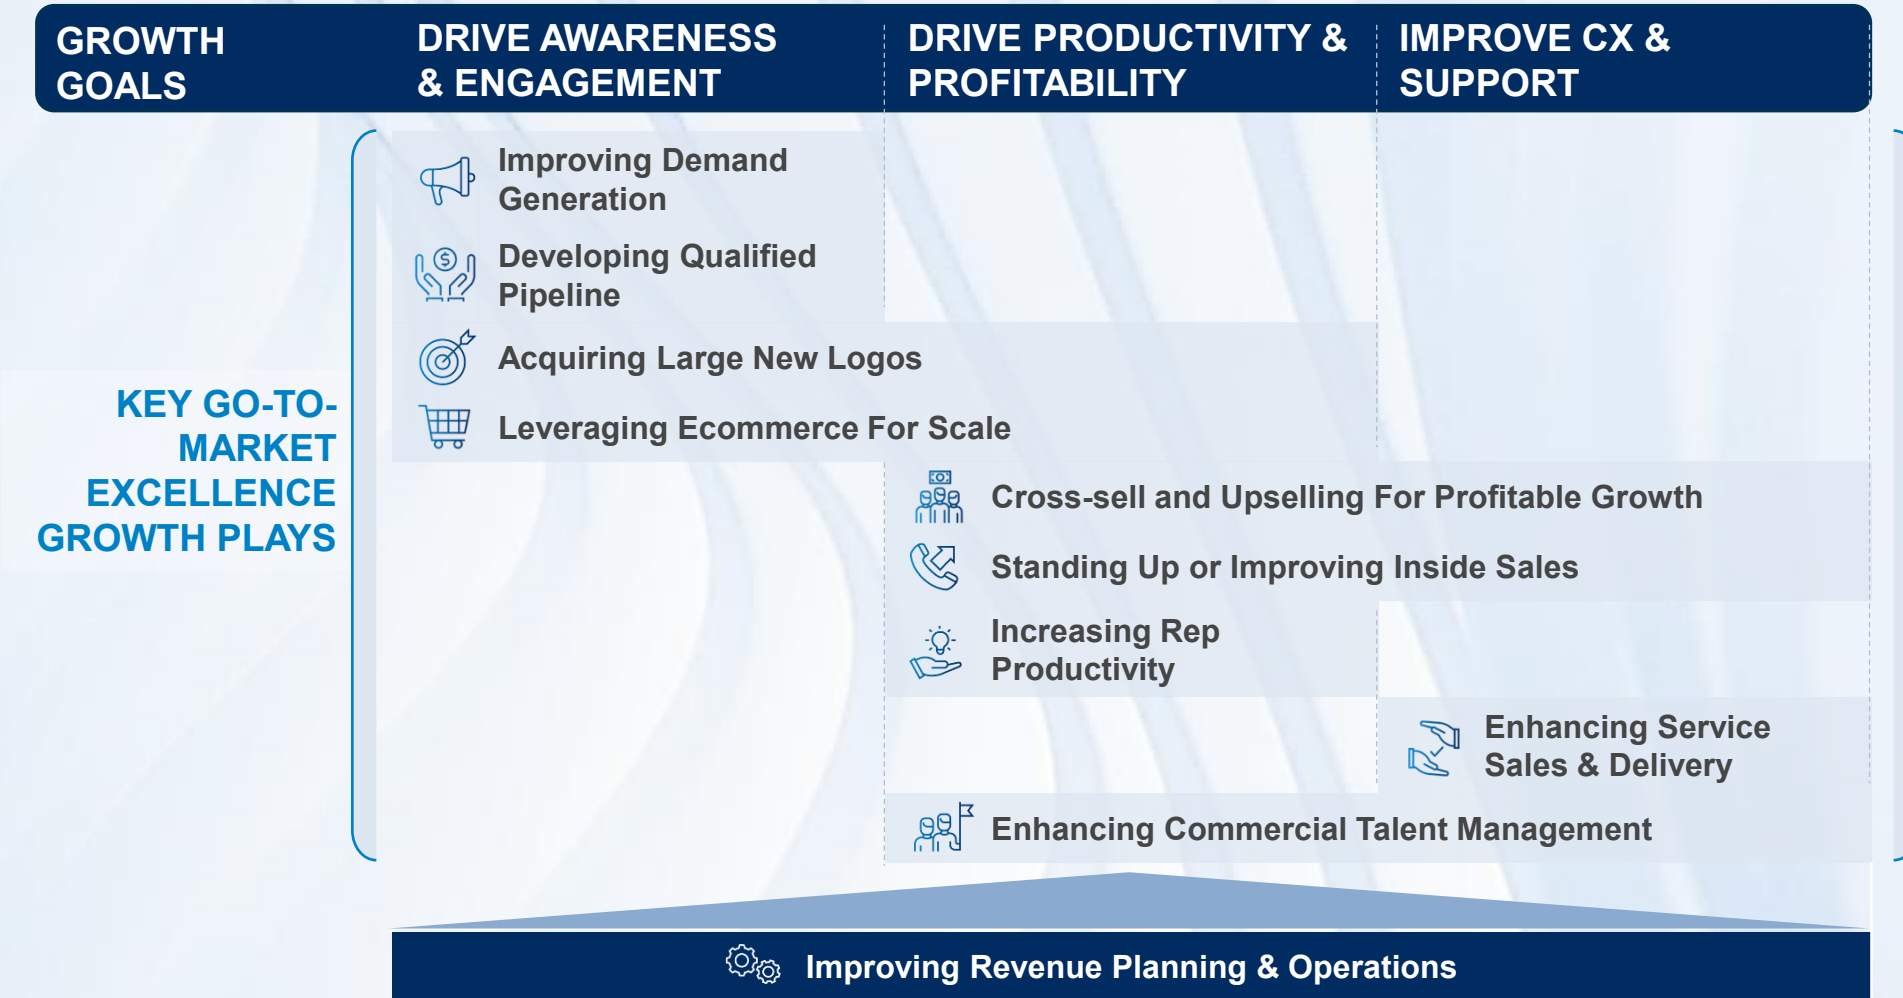 GROWTH
GOALS
DRIVE AWARENESS
& ENGAGEMENT
DRIVE PRODUCTIVITY &
PROFITABILITY
IMPROVE CX &
SUPPORT
KEY GO-TO-
MARKET
EXCELLENCE
GROWTH PLAYS
Improving Demand
Generation
Developing Qualified
Pipeline
Acquiring Large New Logos
Leveraging Ecommerce For Scale
Cross-sell and Upselling For Profitable Growth
Standing Up or Improving Inside Sales
Increasing Rep
Productivity
Enhancing Service
Sales & Delivery
Enhancing Commercial Talent Management
Improving Revenue Planning & Operations